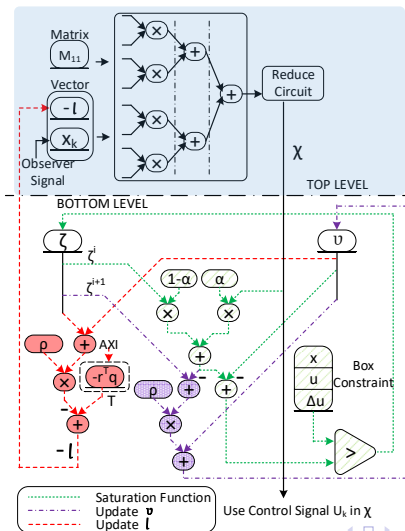 Matrix
M₁₁
Vector
-l
xₖ
Observer
Signal
×
×
×
×
+
+
+
Reduce
Circuit
χ
TOP LEVEL
BOTTOM LEVEL
ζ
υ
ζⁱ
ζⁱ⁺¹
1-α
α
×
×
+
ρ
+
AXI
×
-rᵀq
T
-
+
-l
ρ
+
-
-
+
×
+
x
u
Δu
Box
Constraint
>
Saturation Function
Update υ
Update l
Use Control Signal Uₖ in χ